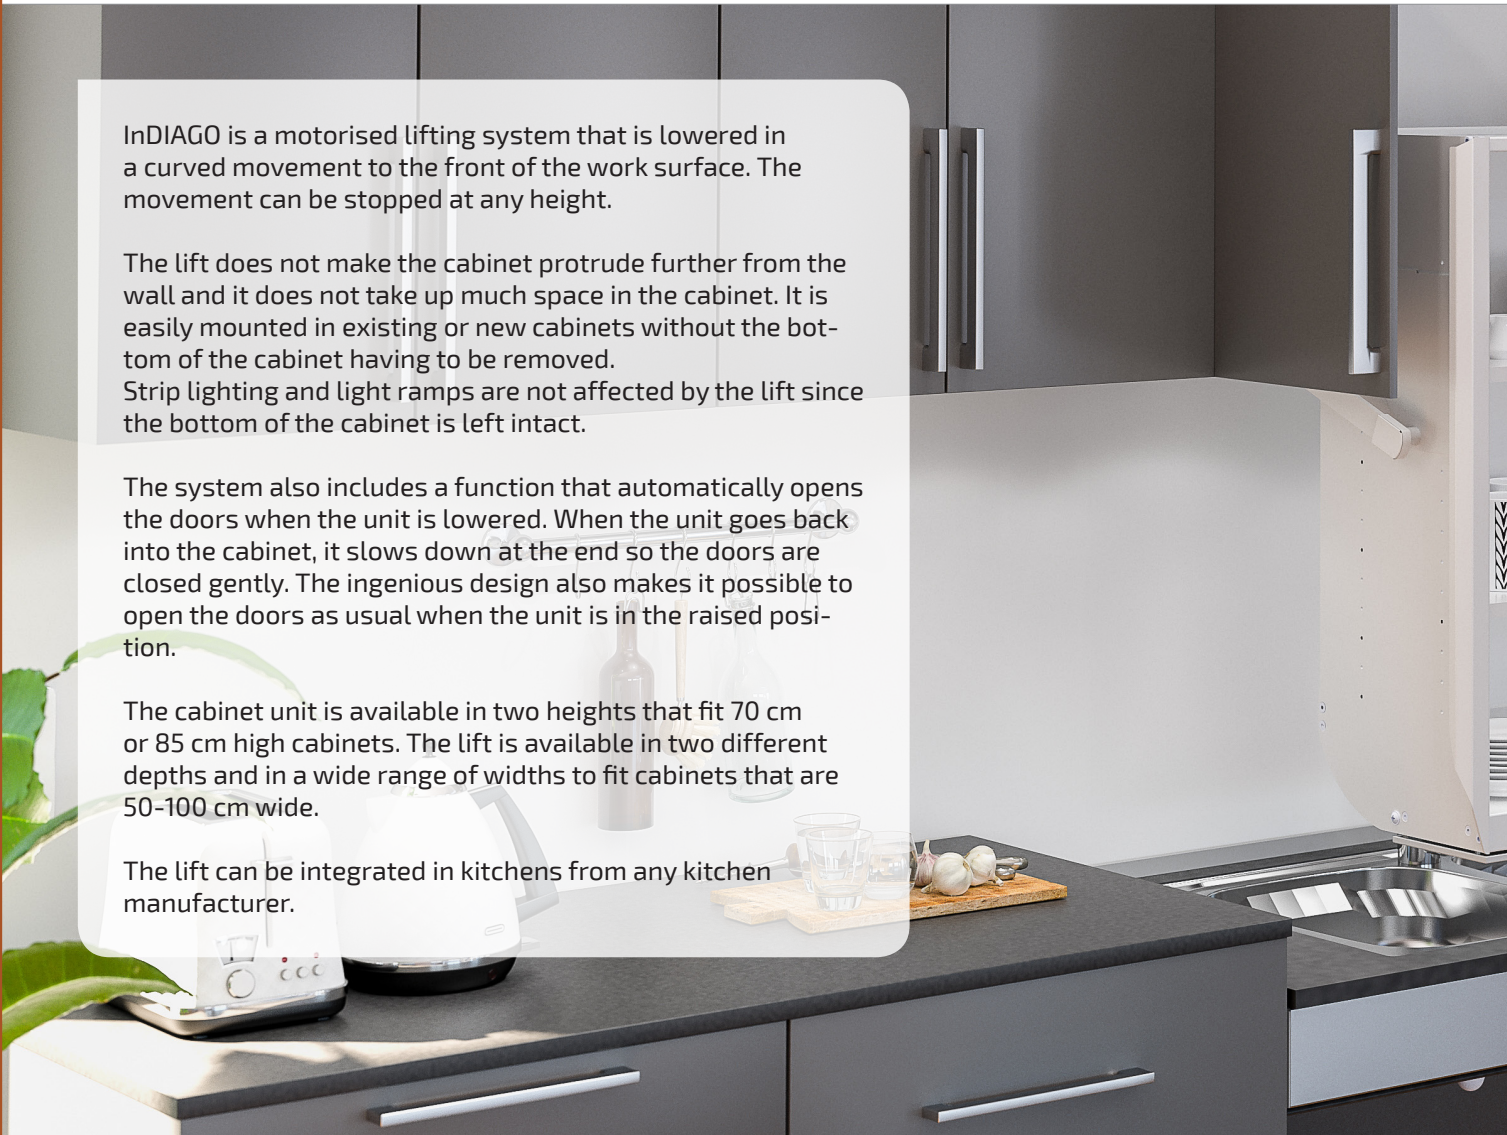 InDIAGO is a motorised lifting system that is lowered in
a curved movement to the front of the work surface. The
movement can be stopped at any height.
The lift does not make the cabinet protrude further from the
wall and it does not take up much space in the cabinet. It is
easily mounted in existing or new cabinets without the bot-
tom of the cabinet having to be removed.
Strip lighting and light ramps are not affected by the lift since
the bottom of the cabinet is left intact.
The system also includes a function that automatically opens
the doors when the unit is lowered. When the unit goes back
into the cabinet, it slows down at the end so the doors are
closed gently. The ingenious design also makes it possible to
open the doors as usual when the unit is in the raised posi-
tion.
The cabinet unit is available in two heights that fit 70 cm
or 85 cm high cabinets. The lift is available in two different
depths and in a wide range of widths to fit cabinets that are
50-100 cm wide.
The lift can be integrated in kitchens from any kitchen
manufacturer.